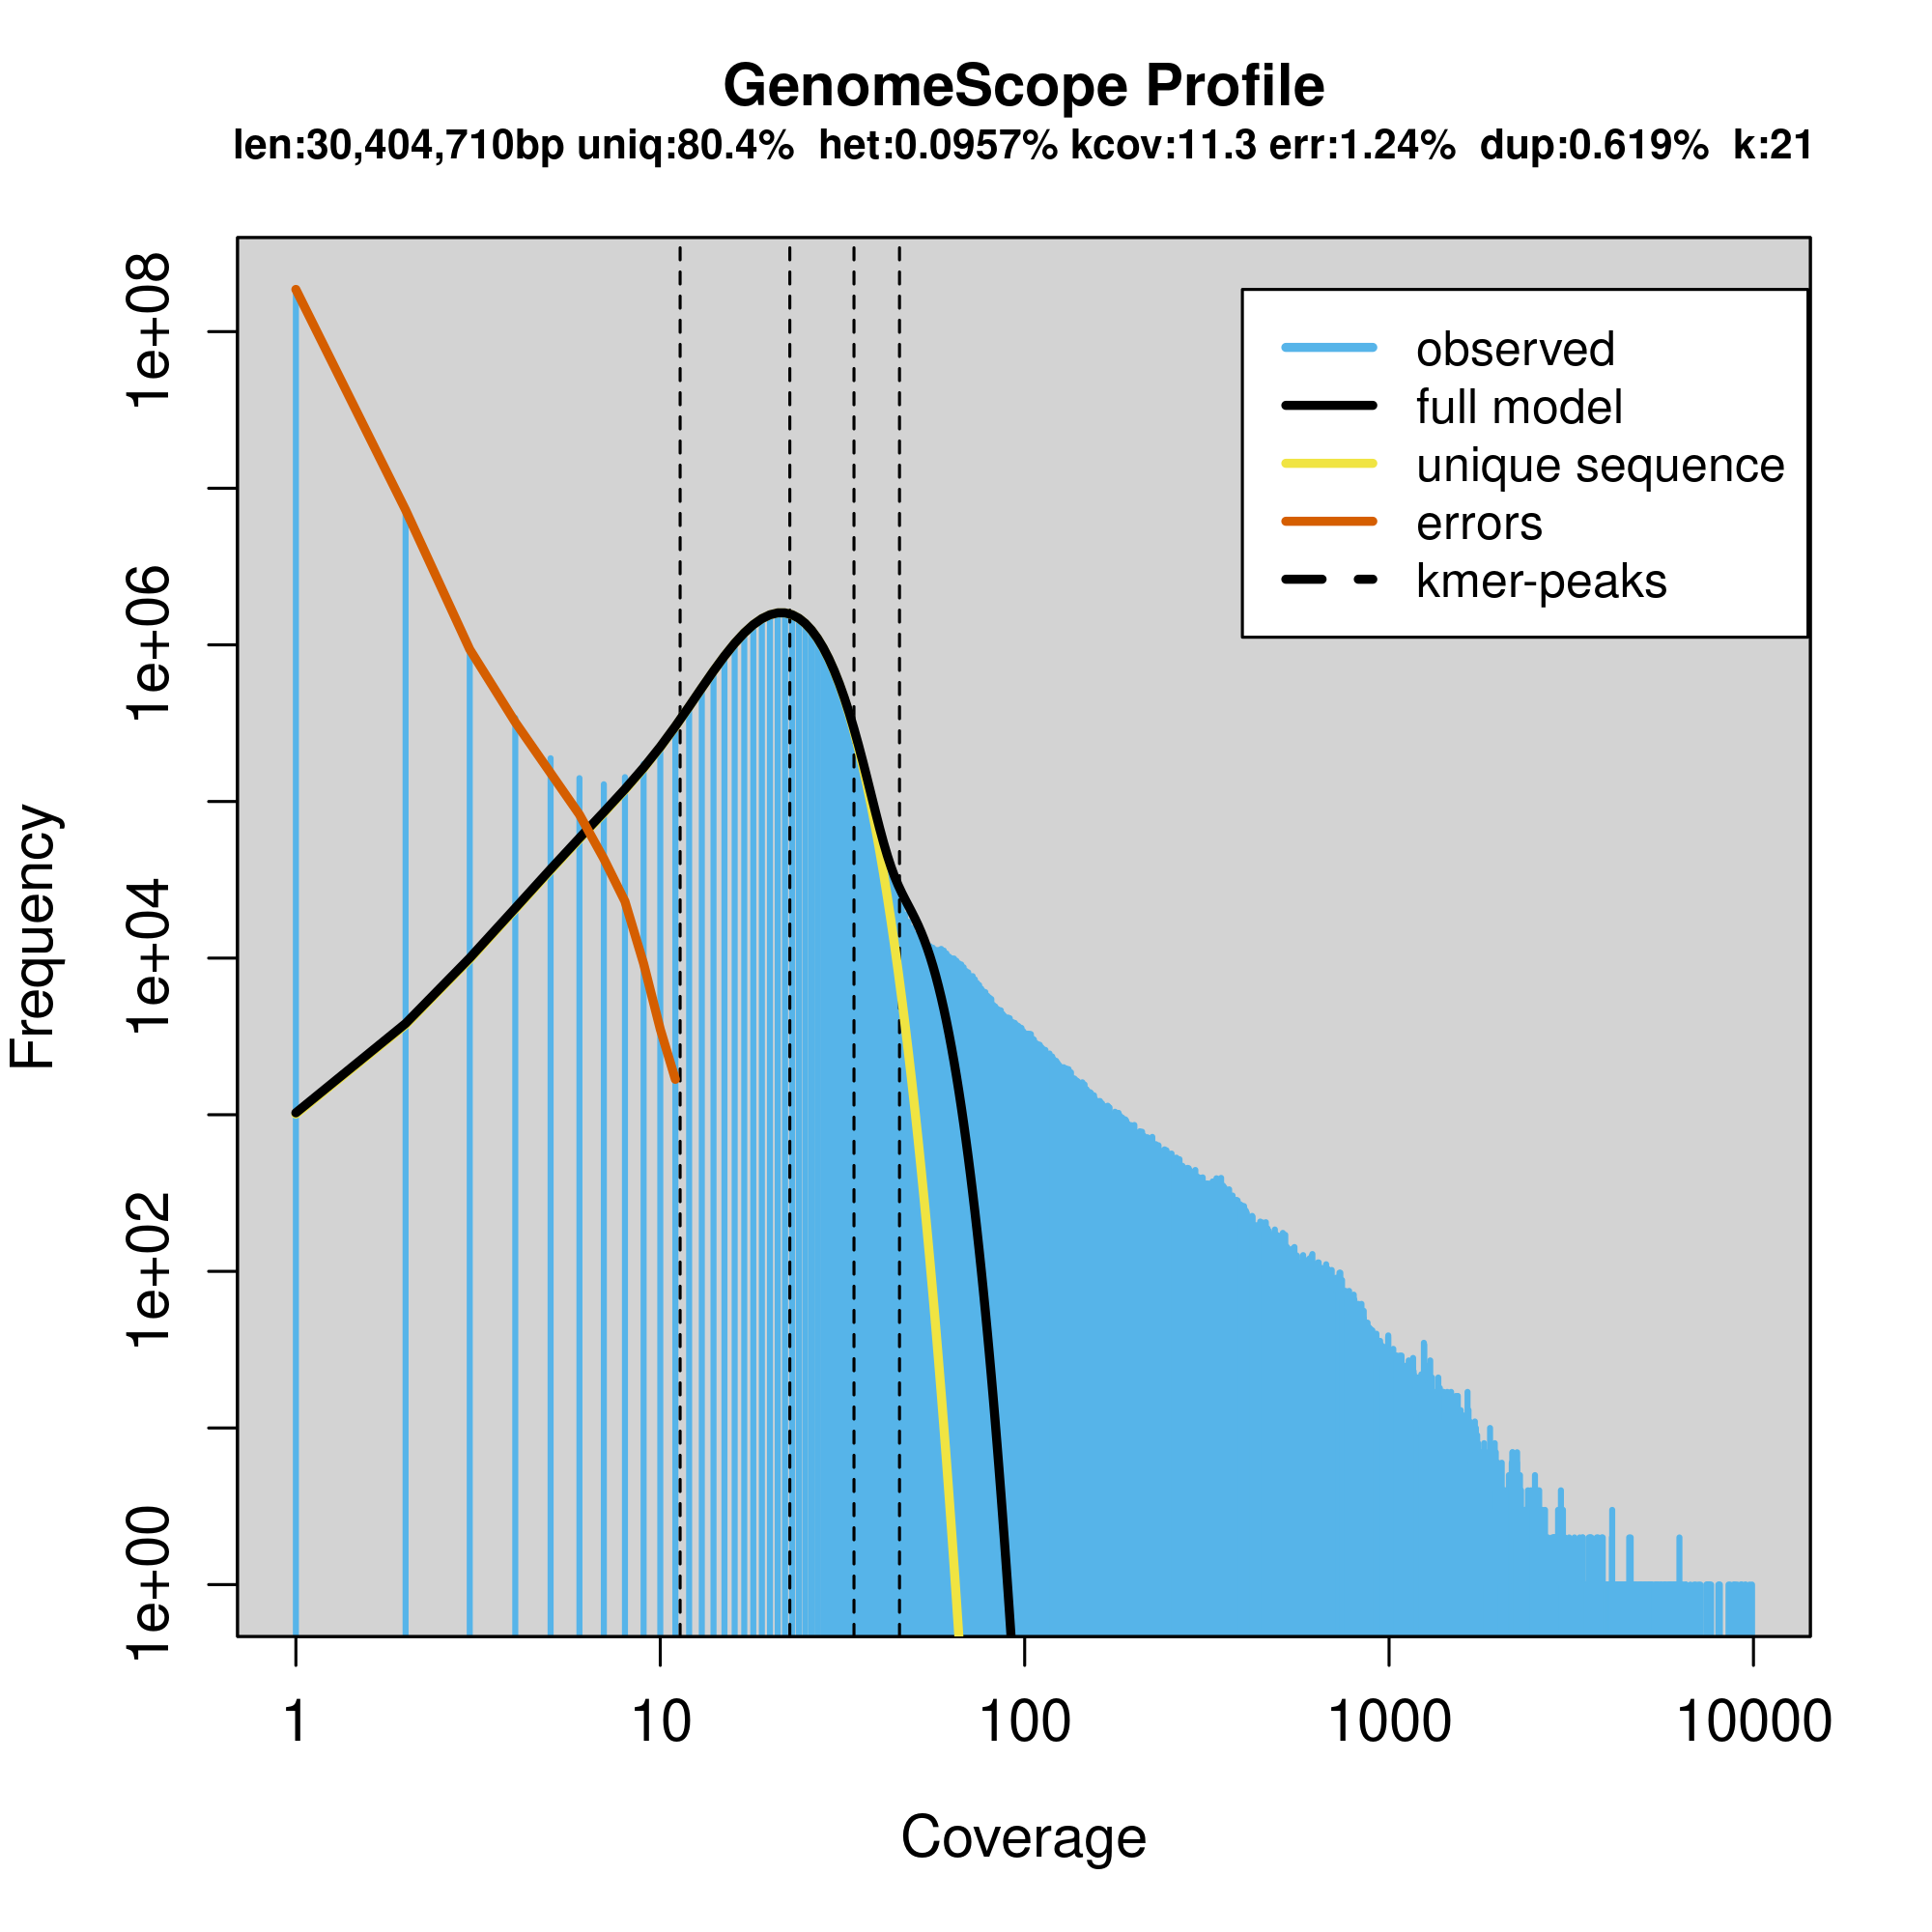 GenomeScope Profile
len:30,404,710bp uniq:80.4% het:0.0957% kcov:11.3 err:1.24% dup:0.619% k:21
observed
full model
unique sequence
errors
kmer-peaks
Frequency
1e+08
1e+06
1e+04
1e+02
1e+00
1 10 100 1000 10000
Coverage